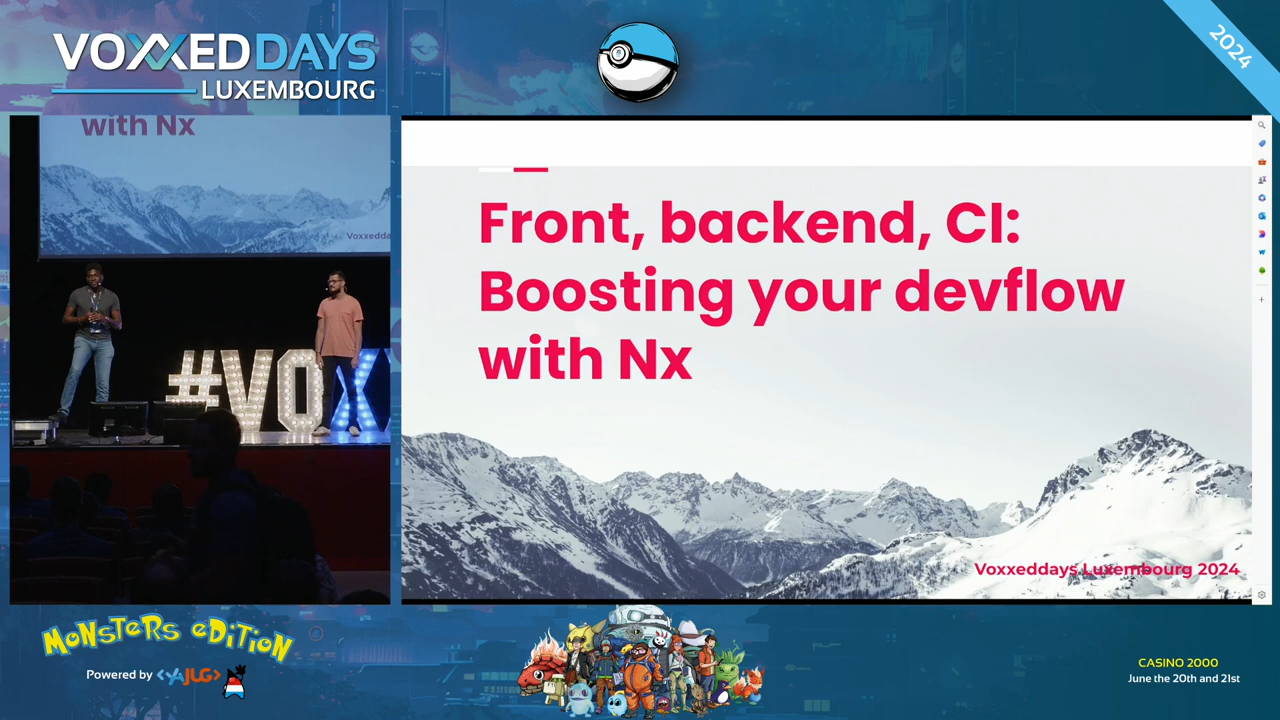 VOXXEDDAYS
LUXEMBOURG
2024
with Nx
Voxxedda
#VOX
Front, backend, CI:
Boosting your devflow
with Nx
Voxxeddays Luxembourg 2024
MONSTERS EDITION
Powered by <YAJUG>
CASINO 2000
June the 20th and 21st